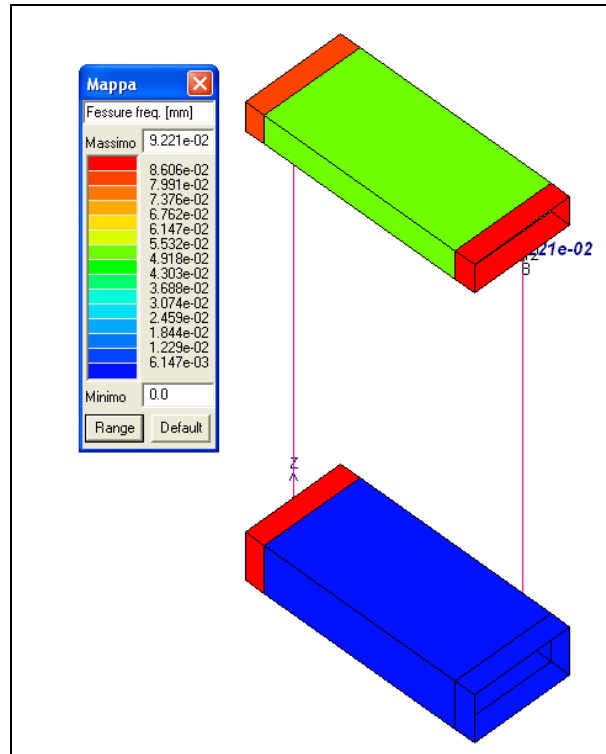 Mappa
Fessure freq. [mm]
Massimo 9.221e-02
8.606e-02
7.991e-02
7.376e-02
6.762e-02
6.147e-02
5.532e-02
4.918e-02
4.303e-02
3.688e-02
3.074e-02
2.459e-02
1.844e-02
1.229e-02
6.147e-03
Minimo 0.0
Range Default
21e-02
Z